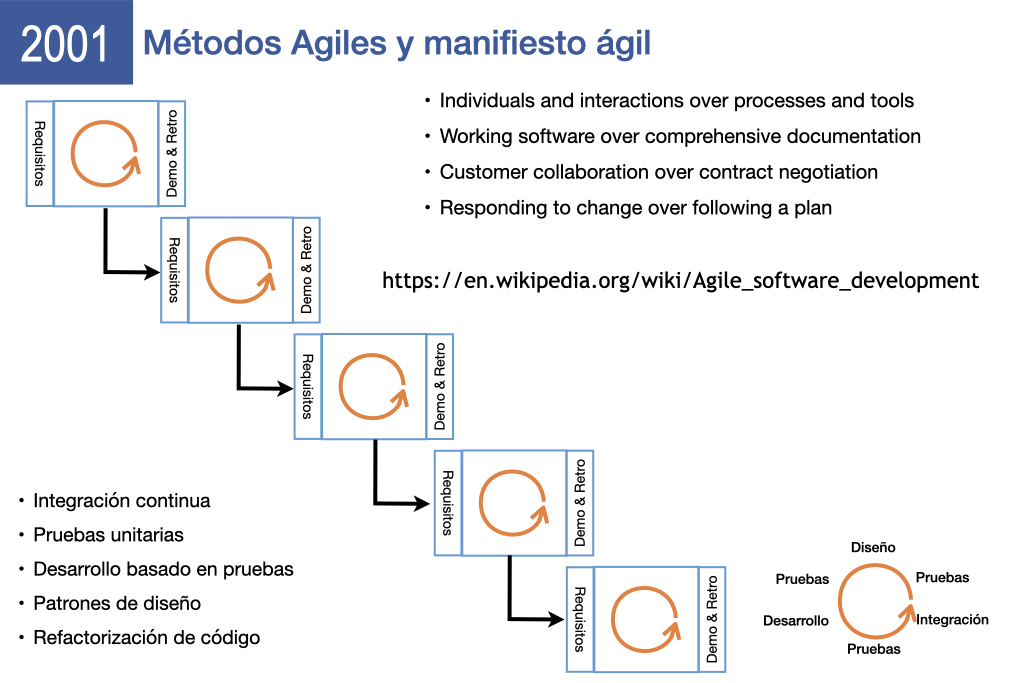 2001
Métodos Agiles y manifiesto ágil
• Individuals and interactions over processes and tools
• Working software over comprehensive documentation
• Customer collaboration over contract negotiation
• Responding to change over following a plan
https://en.wikipedia.org/wiki/Agile_software_development
Requisitos
Demo & Retro
Requisitos
Demo & Retro
Requisitos
Demo & Retro
Requisitos
Demo & Retro
Requisitos
Demo & Retro
• Integración continua
• Pruebas unitarias
• Desarrollo basado en pruebas
• Patrones de diseño
• Refactorización de código
Diseño
Pruebas
Pruebas
Desarrollo
Integración
Pruebas